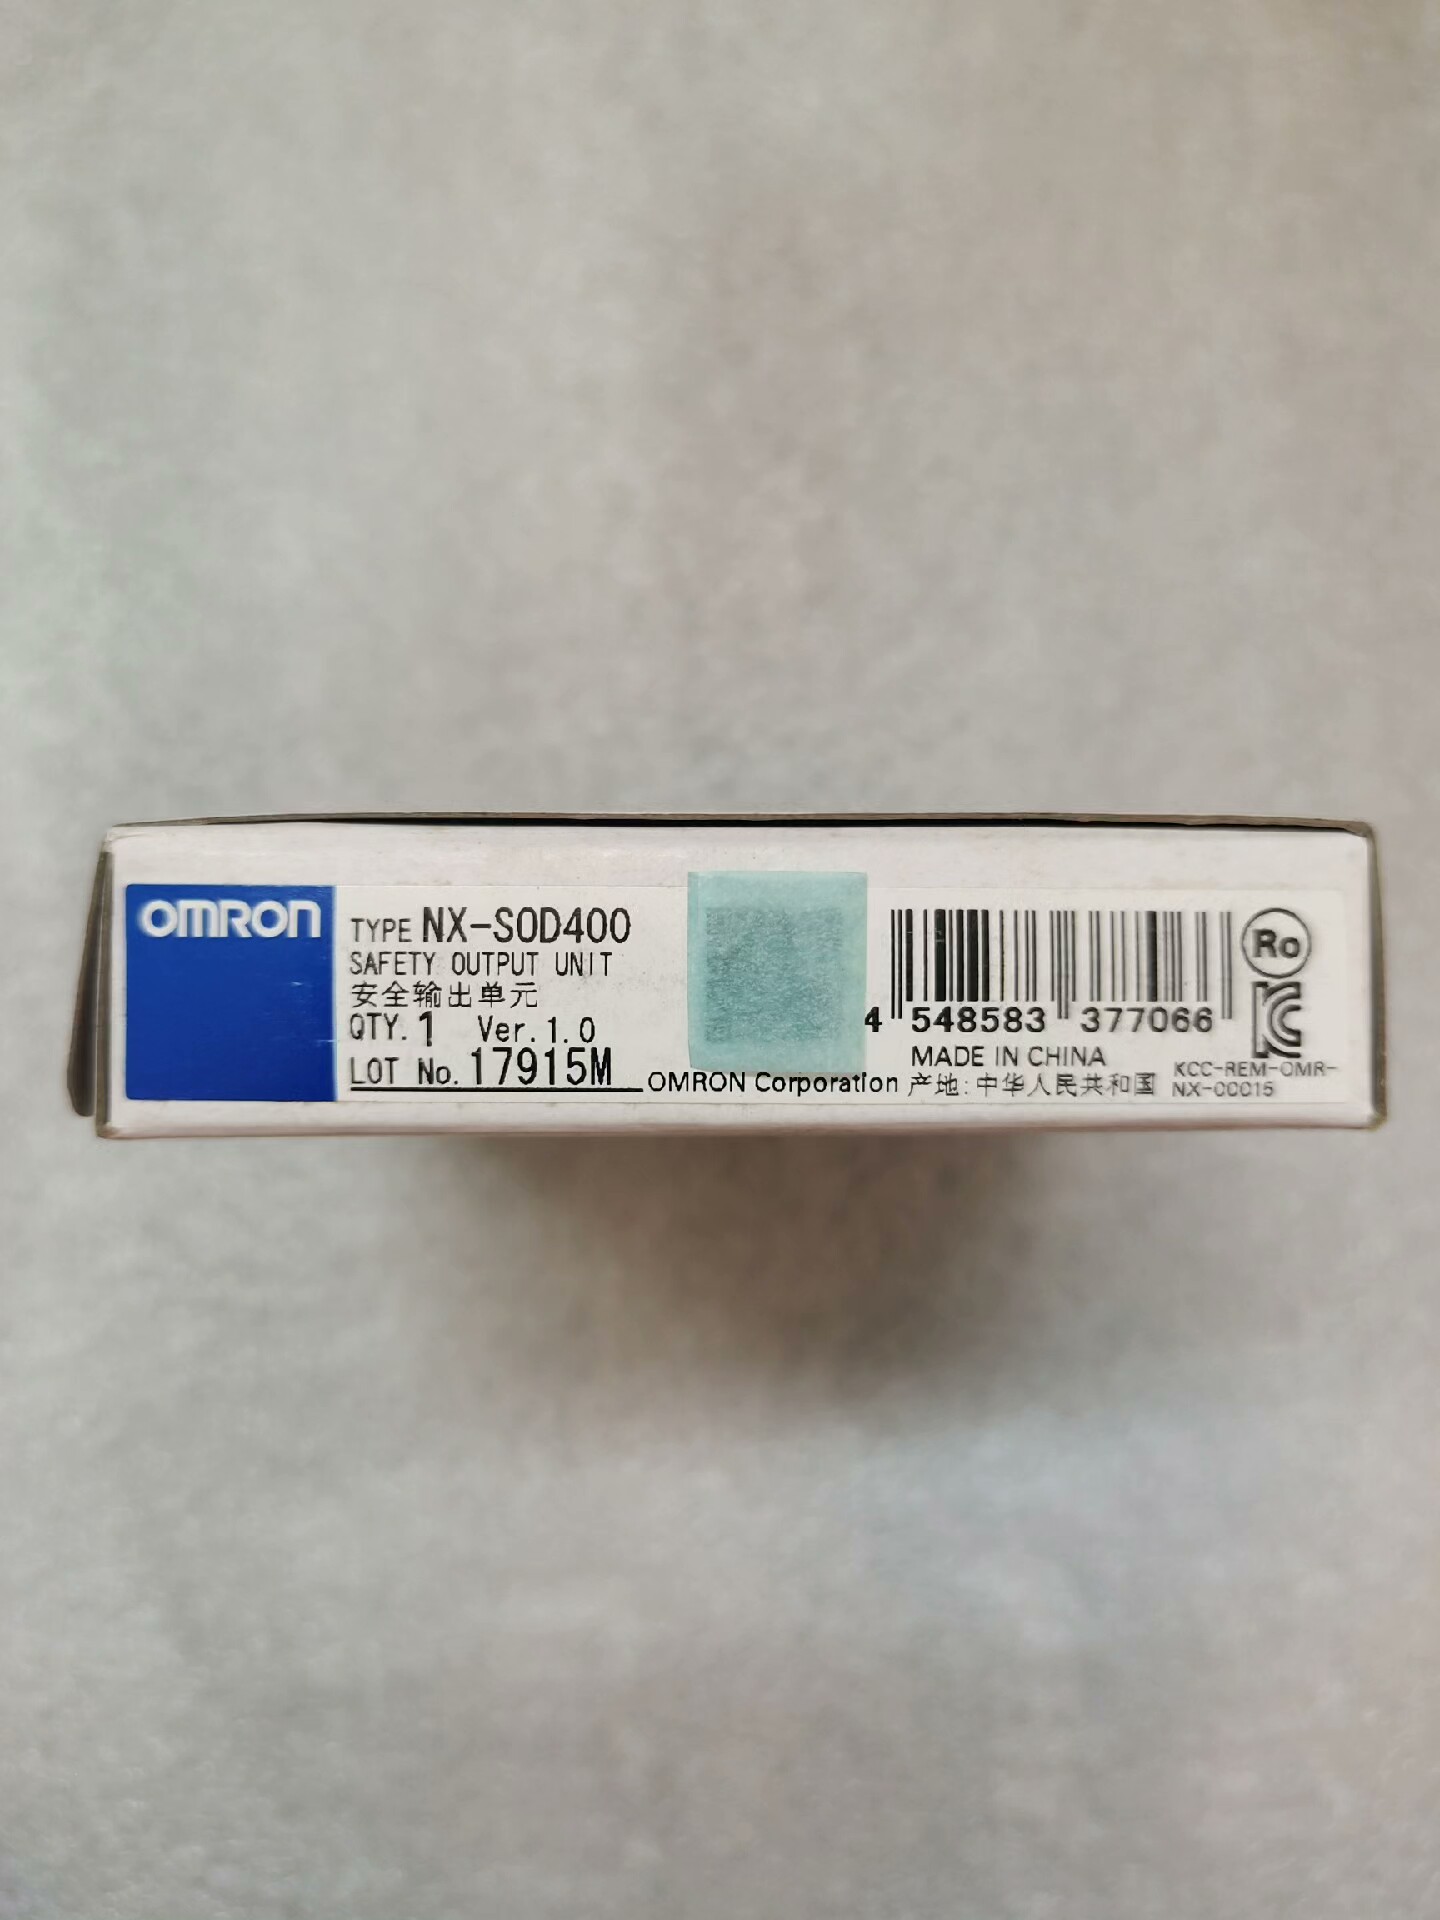 OMRON
TYPE NX-SOD400
SAFETY OUTPUT UNIT
安全输出单元
QTY. 1 Ver. 1.0
LOT No. 17915M
OMRON Corporation
4 548583 377066
MADE IN CHINA
产地: 中华人民共和国
Ro
KC
KCC-REM-OMR-
NX-00015